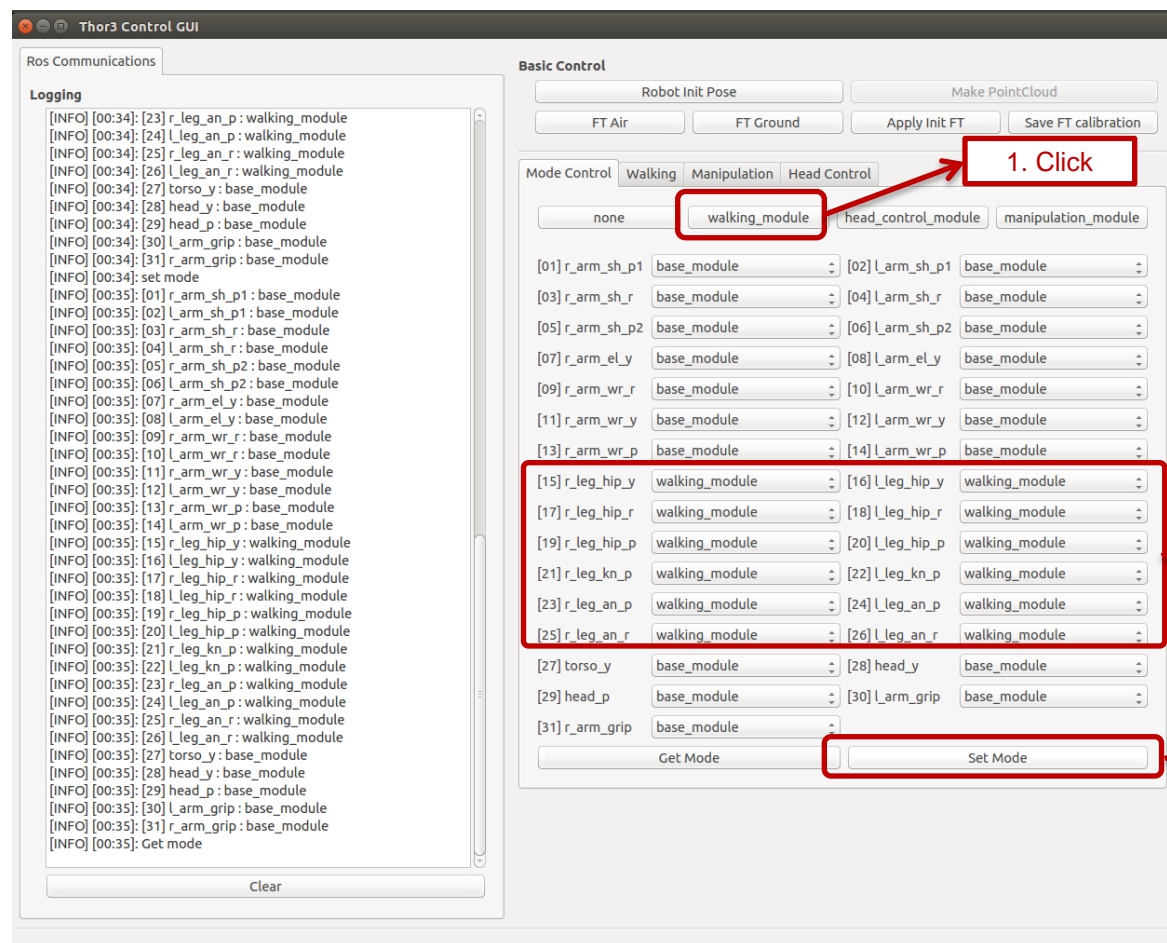 Thor3 Control GUI
Ros Communications
Logging
[INFO] [00:34]: [23] r_leg_an_p : walking_module
[INFO] [00:34]: [24] l_leg_an_p : walking_module
[INFO] [00:34]: [25] r_leg_an_r : walking_module
[INFO] [00:34]: [26] l_leg_an_r : walking_module
[INFO] [00:34]: [27] torso_y : base_module
[INFO] [00:34]: [28] head_y : base_module
[INFO] [00:34]: [29] head_p : base_module
[INFO] [00:34]: [30] l_arm_grip : base_module
[INFO] [00:34]: [31] r_arm_grip : base_module
[INFO] [00:34]: set mode
[INFO] [00:35]: [01] r_arm_sh_p1 : base_module
[INFO] [00:35]: [02] l_arm_sh_p1 : base_module
[INFO] [00:35]: [03] r_arm_sh_r : base_module
[INFO] [00:35]: [04] l_arm_sh_r : base_module
[INFO] [00:35]: [05] r_arm_sh_p2 : base_module
[INFO] [00:35]: [06] l_arm_sh_p2 : base_module
[INFO] [00:35]: [07] r_arm_el_y : base_module
[INFO] [00:35]: [08] l_arm_el_y : base_module
[INFO] [00:35]: [09] r_arm_wr_r : base_module
[INFO] [00:35]: [10] l_arm_wr_r : base_module
[INFO] [00:35]: [11] r_arm_wr_y : base_module
[INFO] [00:35]: [12] l_arm_wr_y : base_module
[INFO] [00:35]: [13] r_arm_wr_p : base_module
[INFO] [00:35]: [14] l_arm_wr_p : base_module
[INFO] [00:35]: [15] r_leg_hip_y : walking_module
[INFO] [00:35]: [16] l_leg_hip_y : walking_module
[INFO] [00:35]: [17] r_leg_hip_r : walking_module
[INFO] [00:35]: [18] l_leg_hip_r : walking_module
[INFO] [00:35]: [19] r_leg_hip_p : walking_module
[INFO] [00:35]: [20] l_leg_hip_p : walking_module
[INFO] [00:35]: [21] r_leg_kn_p : walking_module
[INFO] [00:35]: [22] l_leg_kn_p : walking_module
[INFO] [00:35]: [23] r_leg_an_p : walking_module
[INFO] [00:35]: [24] l_leg_an_p : walking_module
[INFO] [00:35]: [25] r_leg_an_r : walking_module
[INFO] [00:35]: [26] l_leg_an_r : walking_module
[INFO] [00:35]: [27] torso_y : base_module
[INFO] [00:35]: [28] head_y : base_module
[INFO] [00:35]: [29] head_p : base_module
[INFO] [00:35]: [30] l_arm_grip : base_module
[INFO] [00:35]: [31] r_arm_grip : base_module
[INFO] [00:35]: Get mode
Clear
Basic Control
Robot Init Pose Make PointCloud
FT Air FT Ground Apply Init FT Save FT calibration
1. Click
Mode Control Walking Manipulation Head Control
none walking_module head_control_module manipulation_module
[01] r_arm_sh_p1 base_module [02] l_arm_sh_p1 base_module
[03] r_arm_sh_r base_module [04] l_arm_sh_r base_module
[05] r_arm_sh_p2 base_module [06] l_arm_sh_p2 base_module
[07] r_arm_el_y base_module [08] l_arm_el_y base_module
[09] r_arm_wr_r base_module [10] l_arm_wr_r base_module
[11] r_arm_wr_y base_module [12] l_arm_wr_y base_module
[13] r_arm_wr_p base_module [14] l_arm_wr_p base_module
[15] r_leg_hip_y walking_module [16] l_leg_hip_y walking_module
[17] r_leg_hip_r walking_module [18] l_leg_hip_r walking_module
[19] r_leg_hip_p walking_module [20] l_leg_hip_p walking_module
[21] r_leg_kn_p walking_module [22] l_leg_kn_p walking_module
[23] r_leg_an_p walking_module [24] l_leg_an_p walking_module
[25] r_leg_an_r walking_module [26] l_leg_an_r walking_module
[27] torso_y base_module [28] head_y base_module
[29] head_p base_module [30] l_arm_grip base_module
[31] r_arm_grip base_module
Get Mode Set Mode